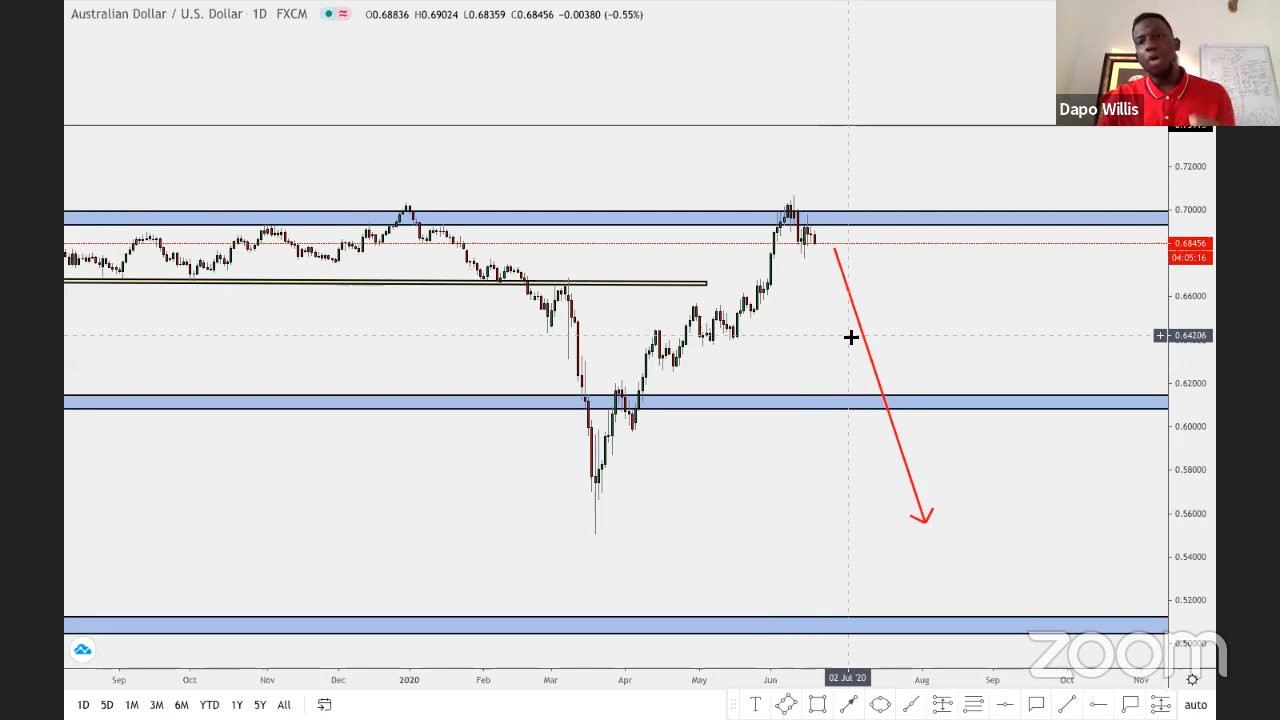 Australian Dollar / U.S. Dollar · 1D FXCM O0.68836 H0.69024 L0.68359 C0.68456 −0.00380 (−0.55%)
Dapo Willis
0.72000
0.70000
0.68456
04:05:16
0.66000
0.64206
0.62000
0.60000
0.58000
0.56000
0.54000
0.52000
0.50000
zoom
Sep Oct Nov Dec 2020 Feb Mar Apr May Jun 02 Jul '20 Aug Sep Oct Nov
1D 5D 1M 3M 6M YTD 1Y 5Y All auto